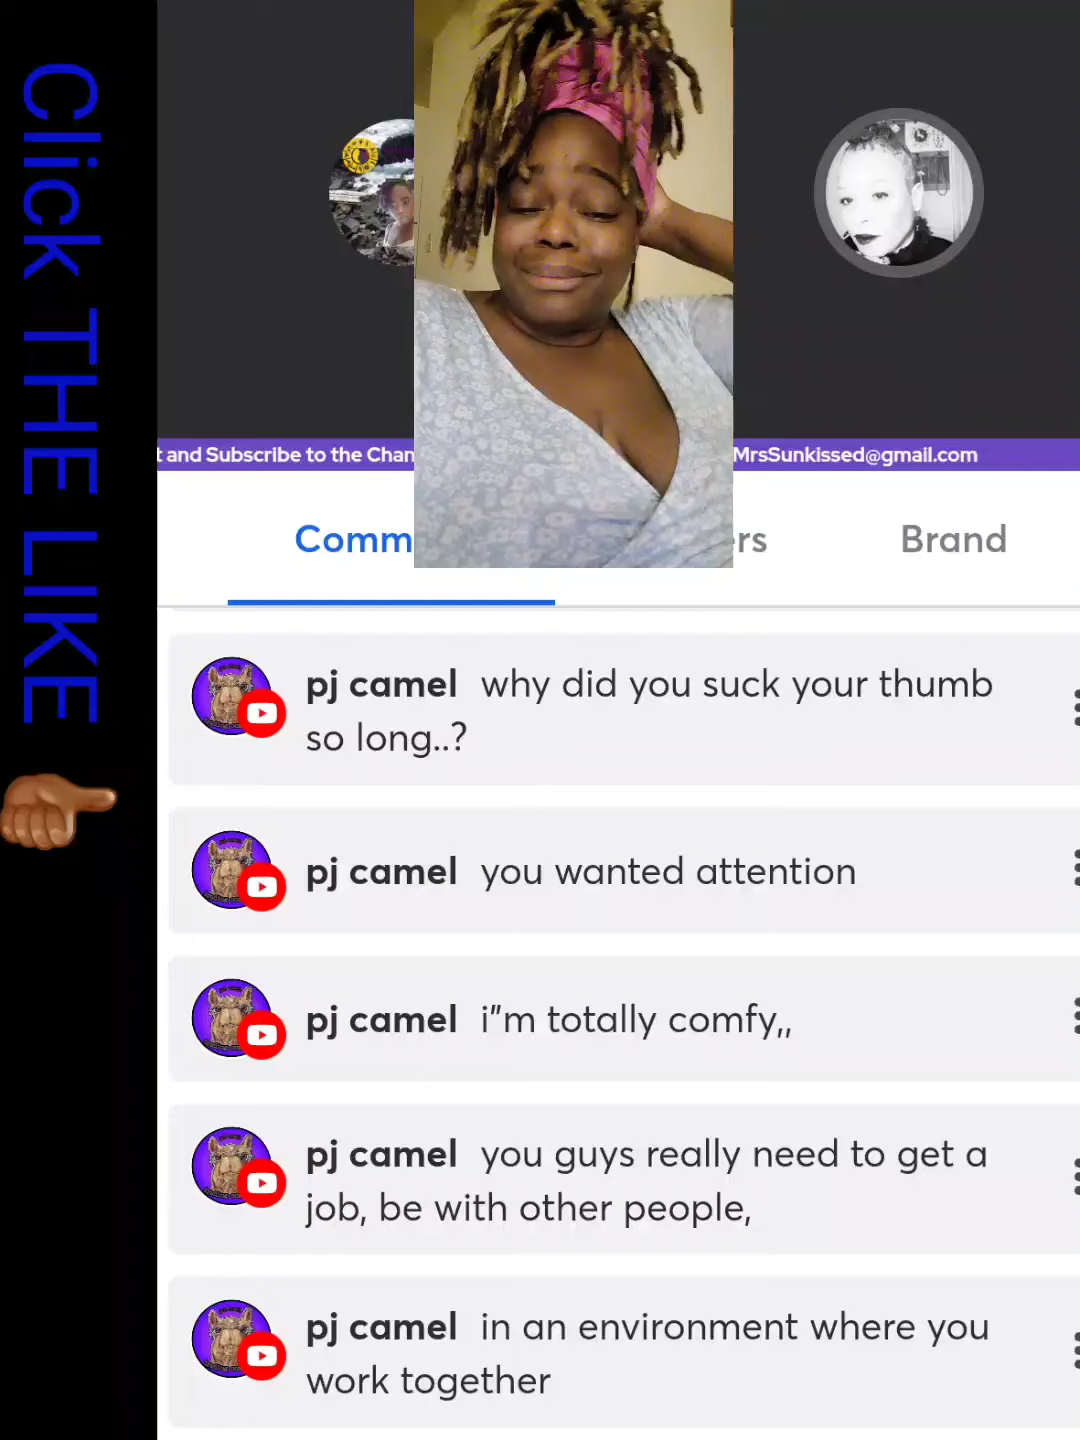 Click THE LIKE
t and Subscribe to the Chan
MrsSunkissed@gmail.com
Comm
ers
Brand
pj camel why did you suck your thumb
so long..?
pj camel you wanted attention
pj camel i"m totally comfy,,
pj camel you guys really need to get a
job, be with other people,
pj camel in an environment where you
work together